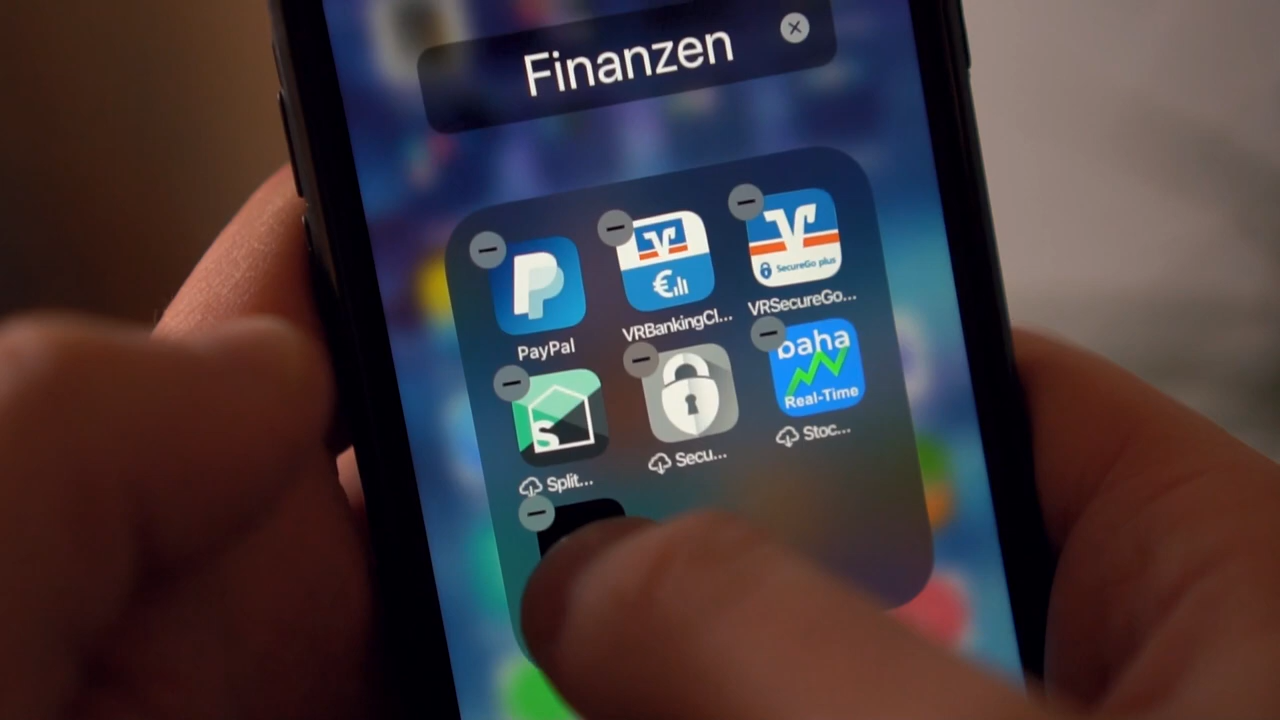 Finanzen
SecureGo plus
PayPal
VRBankingCl...
VRSecureGo...
baha
Real-Time
Split...
Secu...
Stoc...